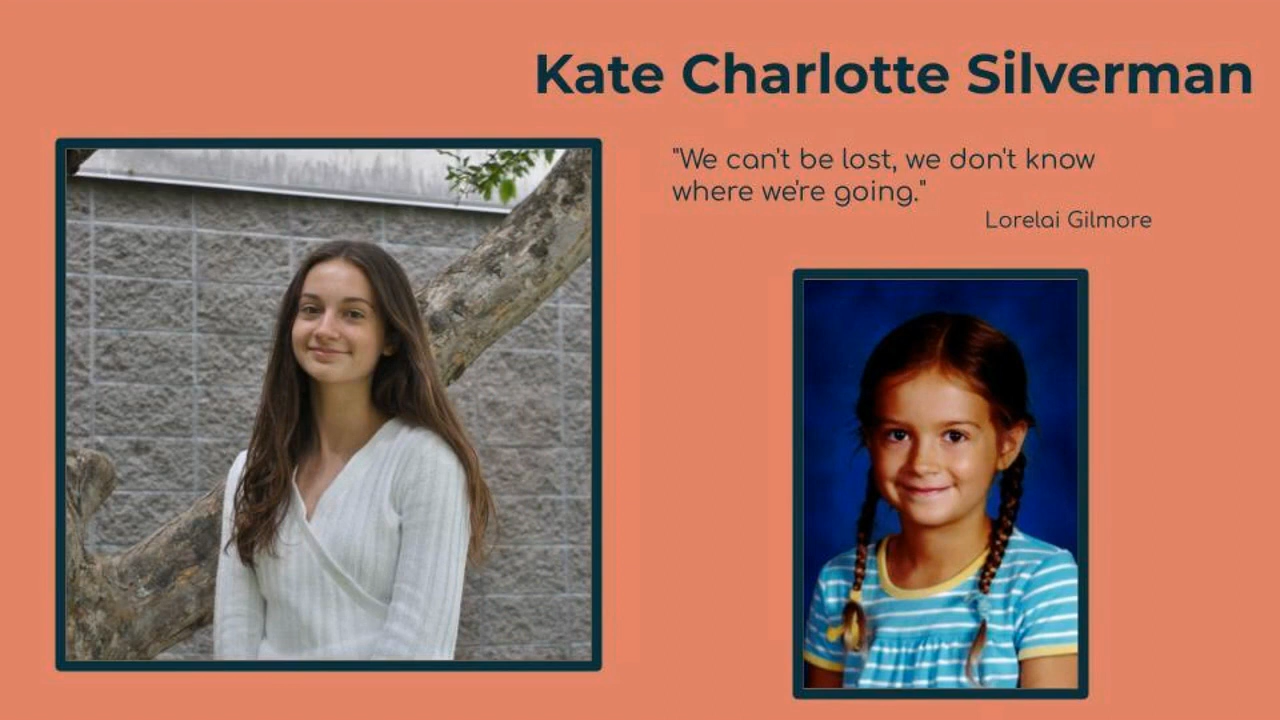 Kate Charlotte Silverman
"We can't be lost, we don't know
where we're going."
Lorelai Gilmore